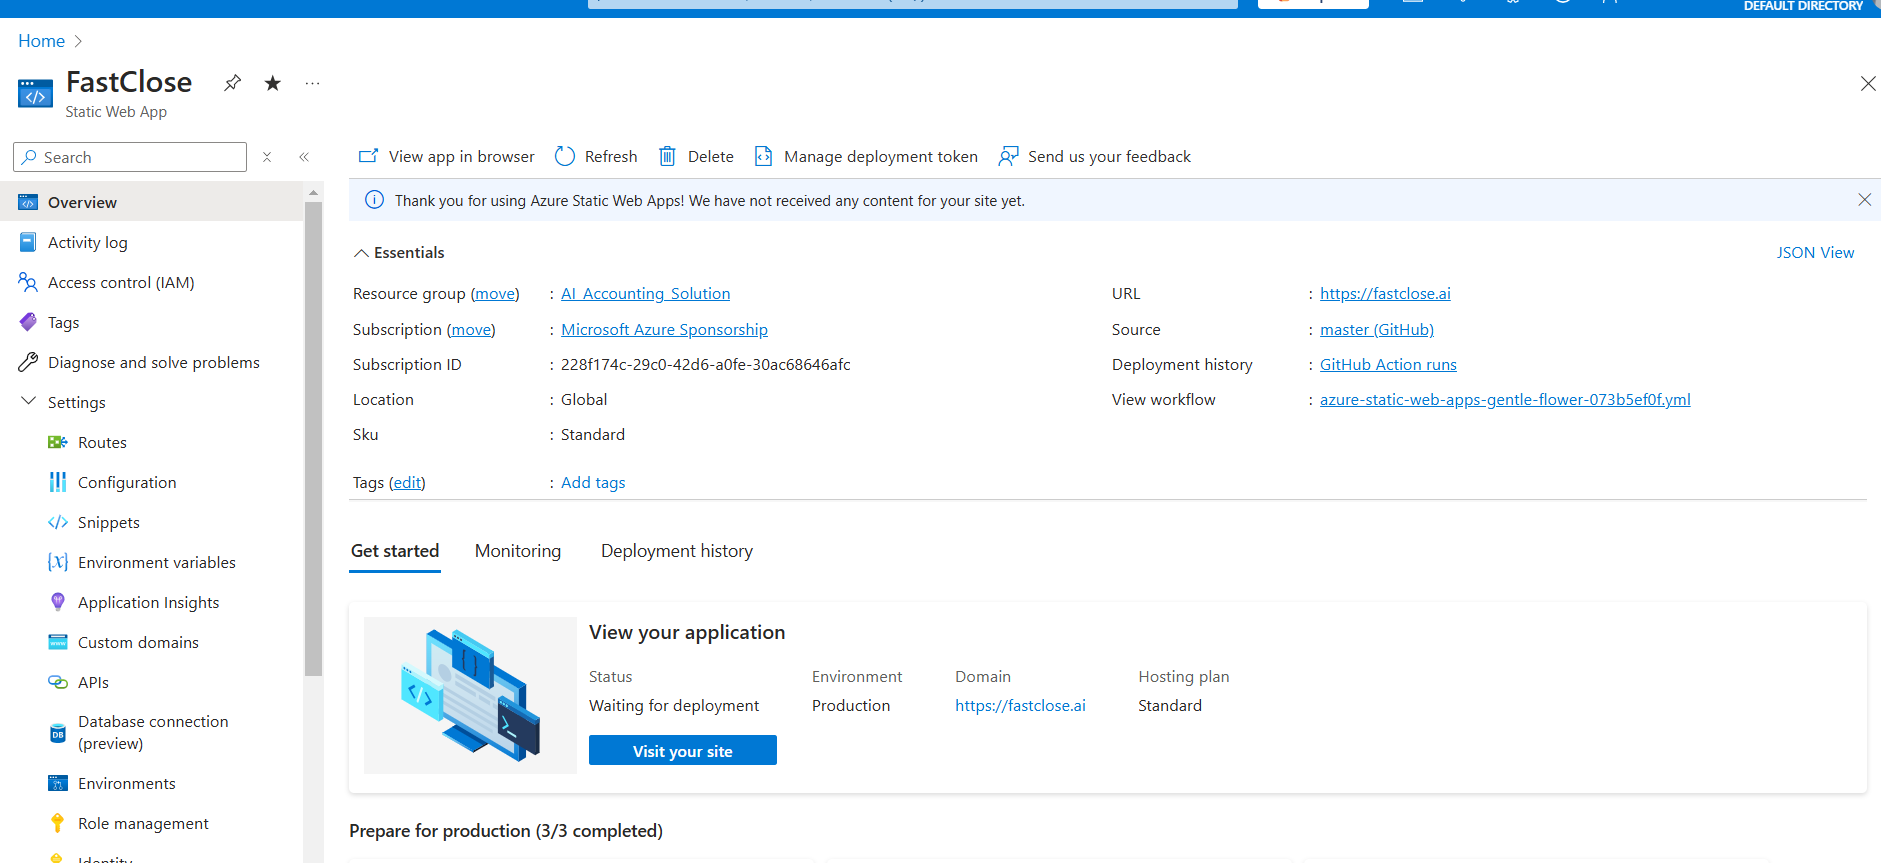 DEFAULT DIRECTORY
Home
FastClose
Static Web App
Search
View app in browser
Refresh
Delete
Manage deployment token
Send us your feedback
Overview
Activity log
Access control (IAM)
Tags
Diagnose and solve problems
Settings
Routes
Configuration
Snippets
Environment variables
Application Insights
Custom domains
APIs
Database connection
(preview)
Environments
Role management
Identity
Thank you for using Azure Static Web Apps! We have not received any content for your site yet.
Essentials
JSON View
Resource group (move) : AI_Accounting_Solution
Subscription (move) : Microsoft Azure Sponsorship
Subscription ID : 228f174c-29c0-42d6-a0fe-30ac68646afc
Location : Global
Sku : Standard
URL : https://fastclose.ai
Source : master (GitHub)
Deployment history : GitHub Action runs
View workflow : azure-static-web-apps-gentle-flower-073b5ef0f.yml
Tags (edit) : Add tags
Get started
Monitoring
Deployment history
View your application
Status
Waiting for deployment
Environment
Production
Domain
https://fastclose.ai
Hosting plan
Standard
Visit your site
Prepare for production (3/3 completed)